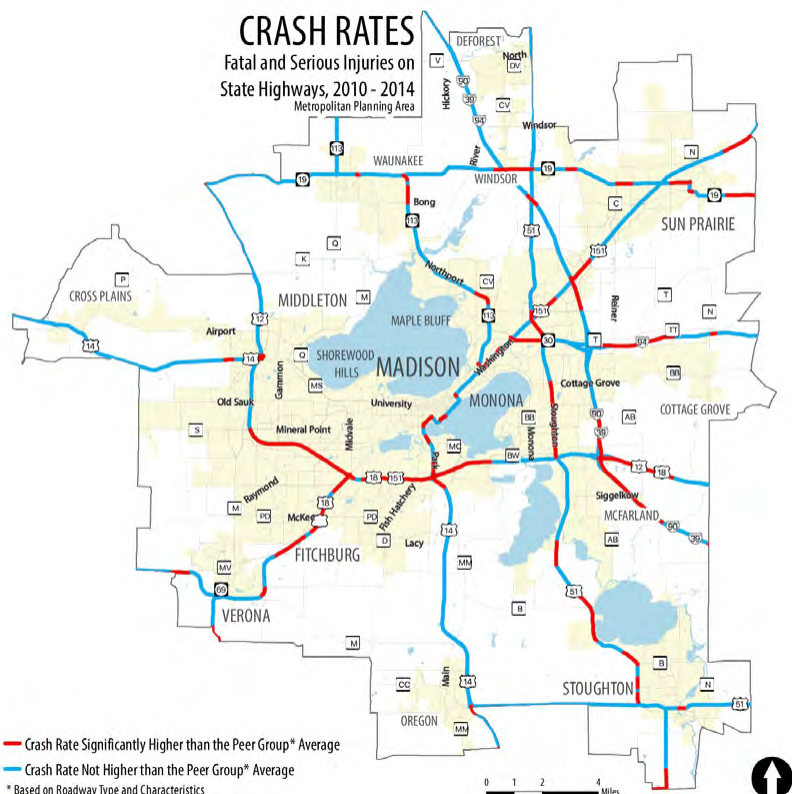 CRASH RATES
Fatal and Serious Injuries on
State Highways, 2010 - 2014
Metropolitan Planning Area
DEFOREST
V
North
DV
Hickory
90
39
CV
94
Windsor
113
River
WAUNAKEE
N
19
WINDSOR
19
19
Bong
C
113
51
SUN PRAIRIE
Q
K
151
Northport
P
CV
CROSS PLAINS
MIDDLETON
M
T
Reiner
N
12
MAPLE BLUFF
113
151
Airport
TT
14
30
T
94
14
Q
SHOREWOOD
HILLS
MADISON
Washington
Gammon
MS
Cottage Grove
BB
Old Sauk
University
MONONA
COTTAGE GROVE
S
Mineral Point
Midvale
BB
Monona
Stoughton
90
AB
39
MC
BW
Park
12
18
18
151
Raymond
Siggelkow
M
PD
McKee
18
PD
Fish Hatchery
MCFARLAND
90
39
14
D
Lacy
AB
FITCHBURG
MM
MV
69
51
VERONA
B
M
B
Main
CC
14
STOUGHTON
N
OREGON
MM
51
Crash Rate Significantly Higher than the Peer Group* Average
Crash Rate Not Higher than the Peer Group* Average
* Based on Roadway Type and Characteristics
0 1 2 4
Miles